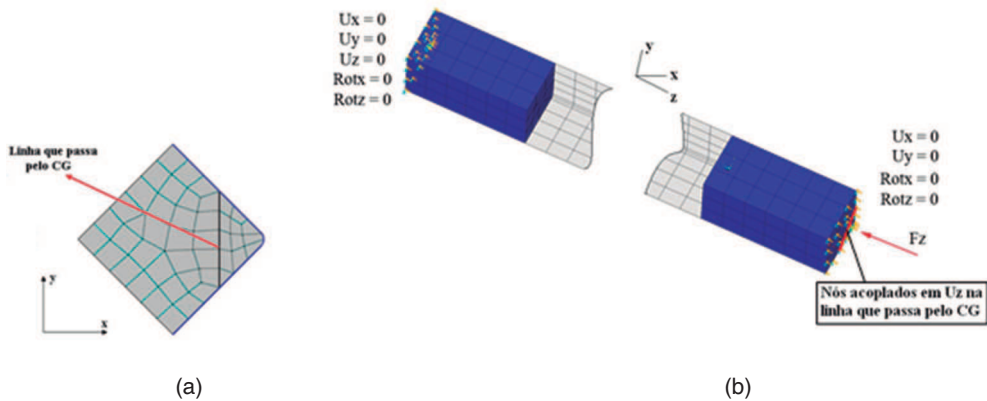 Linha que passa
pelo CG
y
x
(a)
Ux = 0
Uy = 0
Uz = 0
Rotx = 0
Rotz = 0
y
x
z
Ux = 0
Uy = 0
Rotx = 0
Rotz = 0
Fz
Nós acoplados em Uz na
linha que passa pelo CG
(b)